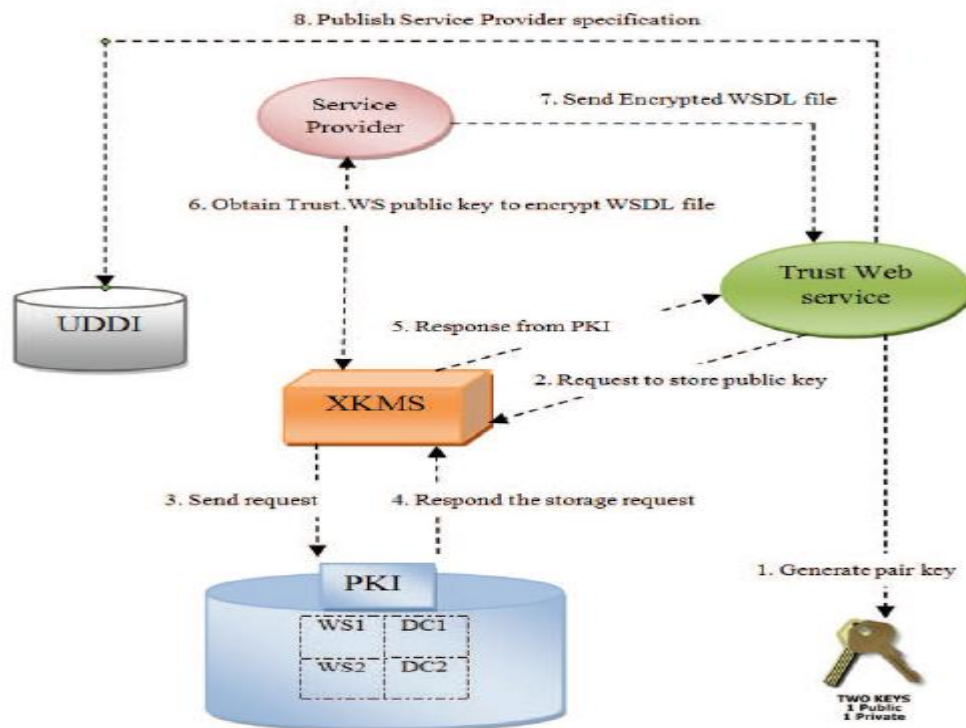 8. Publish Service Provider specification
Service
Provider
7. Send Encrypted WSDL file
6. Obtain Trust.WS public key to encrypt WSDL file
Trust Web
service
UDDI
5. Response from PKI
2. Request to store public key
XKMS
3. Send request
4. Respond the storage request
1. Generate pair key
PKI
WS1 DC1
WS2 DC2
TWO KEYS
1 Public
1 Private